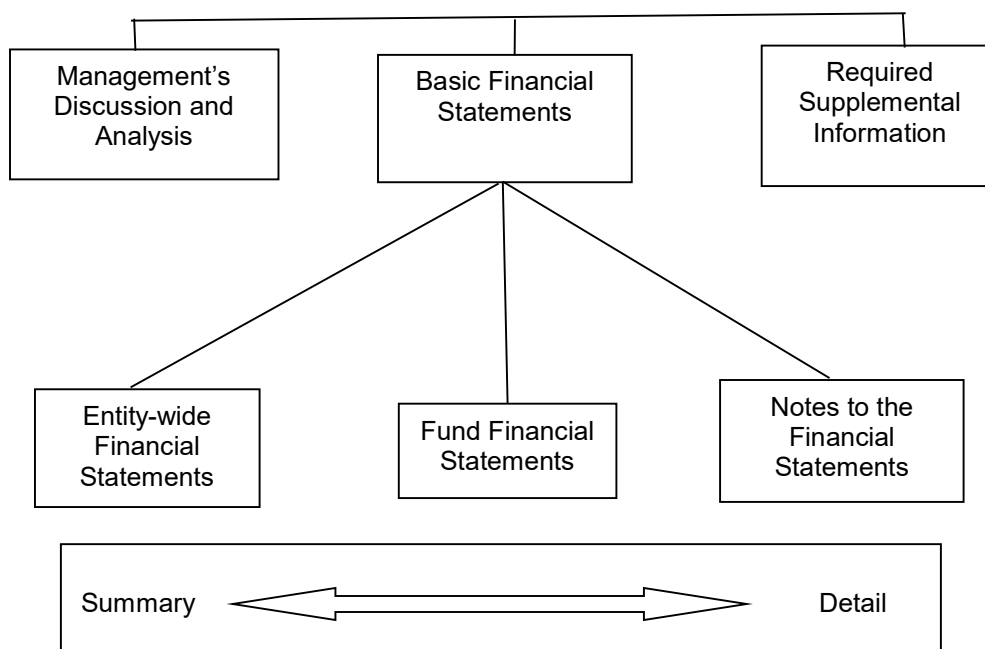 Management’s
Discussion and
Analysis
Basic Financial
Statements
Required
Supplemental
Information
Entity-wide
Financial
Statements
Fund Financial
Statements
Notes to the
Financial
Statements
Summary
Detail